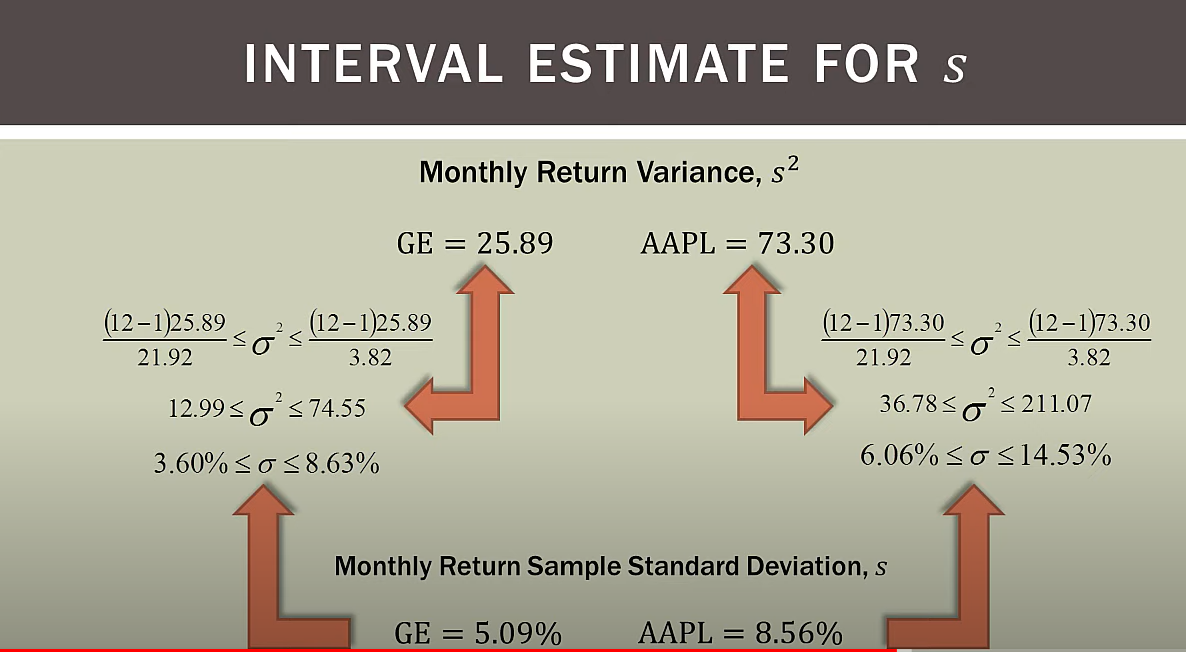 INTERVAL ESTIMATE FOR s
Monthly Return Variance, s²
GE = 25.89 AAPL = 73.30
(12−1)25.89/21.92 ≤ σ² ≤ (12−1)25.89/3.82
12.99 ≤ σ² ≤ 74.55
3.60% ≤ σ ≤ 8.63%
(12−1)73.30/21.92 ≤ σ² ≤ (12−1)73.30/3.82
36.78 ≤ σ² ≤ 211.07
6.06% ≤ σ ≤ 14.53%
Monthly Return Sample Standard Deviation, s
GE = 5.09% AAPL = 8.56%